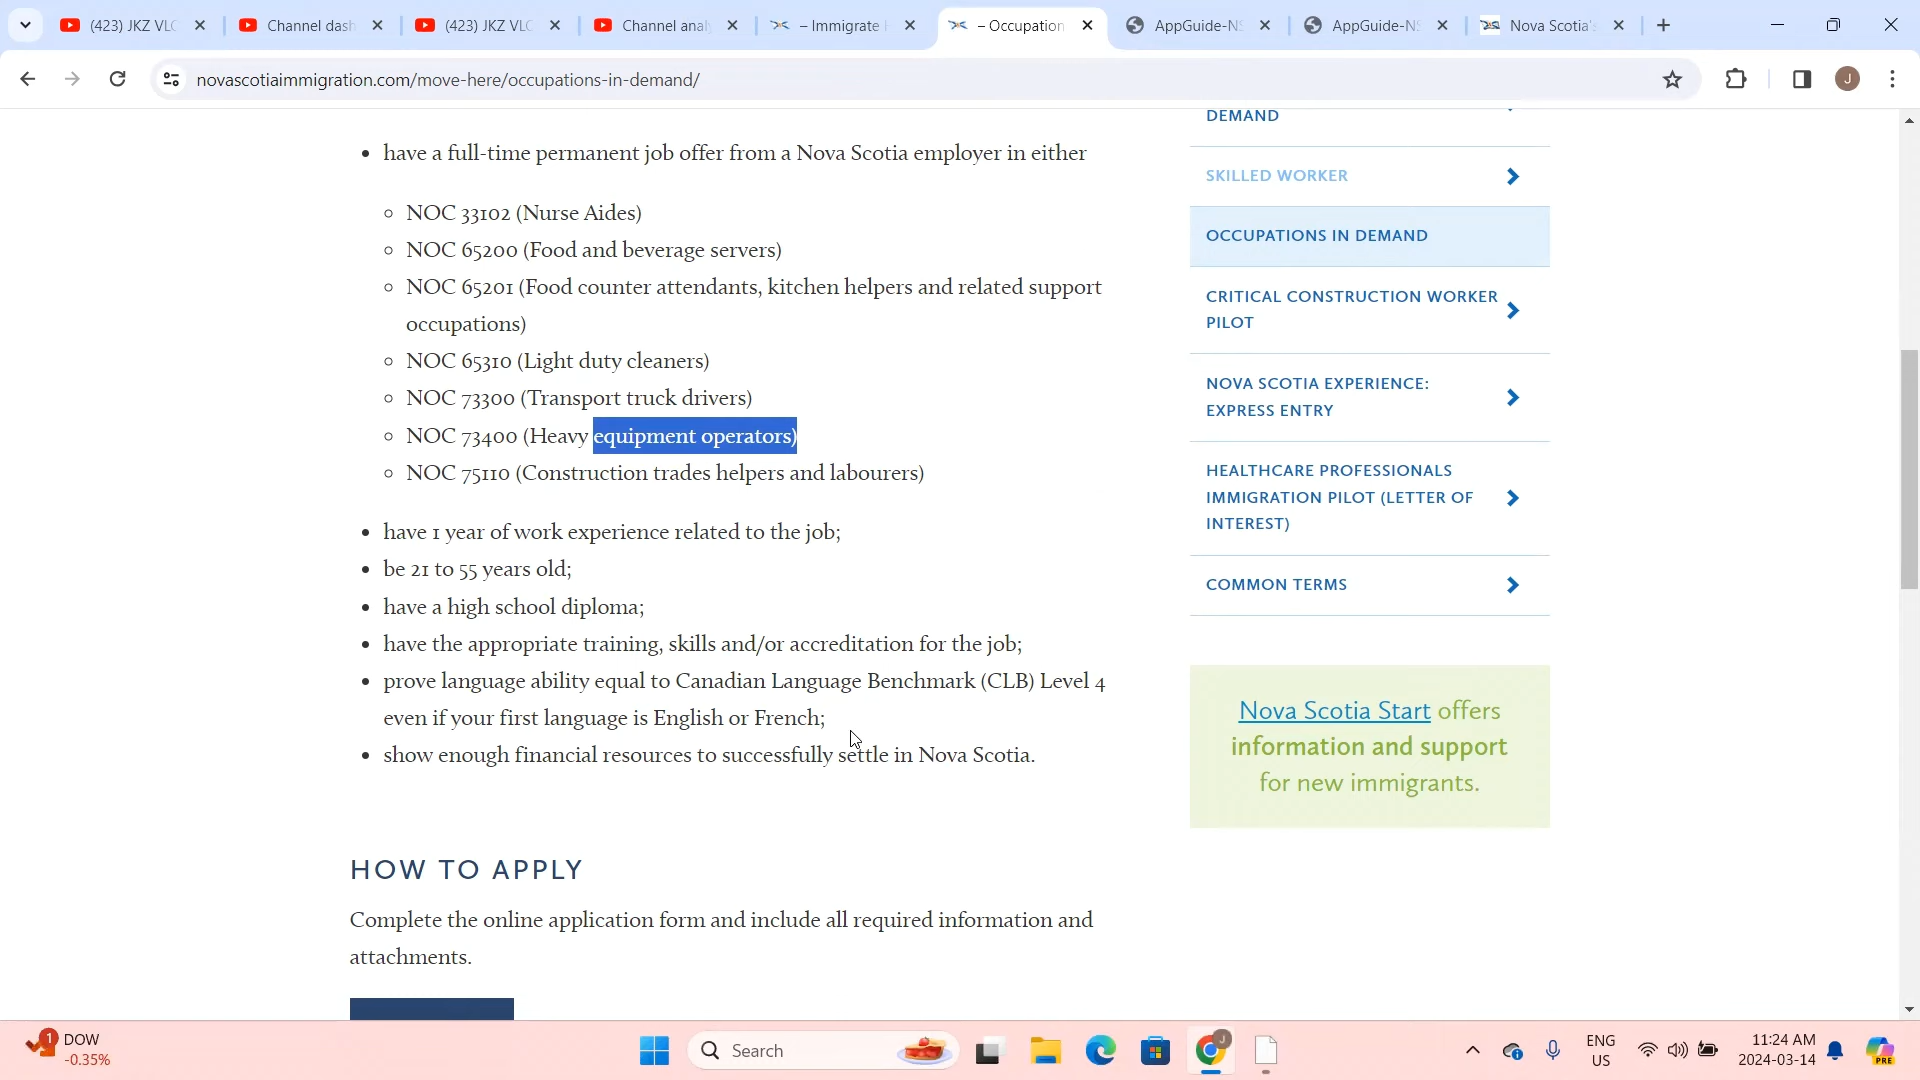 (423) JKZ VLO
Channel dash
(423) JKZ VLO
Channel anal
– Immigrate
– Occupation
AppGuide-NS
AppGuide-NS
Nova Scotia's
novascotiaimmigration.com/move-here/occupations-in-demand/
J
• have a full-time permanent job offer from a Nova Scotia employer in either
◦ NOC 33102 (Nurse Aides)
◦ NOC 65200 (Food and beverage servers)
◦ NOC 65201 (Food counter attendants, kitchen helpers and related support
occupations)
◦ NOC 65310 (Light duty cleaners)
◦ NOC 73300 (Transport truck drivers)
◦ NOC 73400 (Heavy equipment operators)
◦ NOC 75110 (Construction trades helpers and labourers)
• have 1 year of work experience related to the job;
• be 21 to 55 years old;
• have a high school diploma;
• have the appropriate training, skills and/or accreditation for the job;
• prove language ability equal to Canadian Language Benchmark (CLB) Level 4
even if your first language is English or French;
• show enough financial resources to successfully settle in Nova Scotia.
HOW TO APPLY
Complete the online application form and include all required information and
attachments.
DEMAND
SKILLED WORKER
OCCUPATIONS IN DEMAND
CRITICAL CONSTRUCTION WORKER
PILOT
NOVA SCOTIA EXPERIENCE:
EXPRESS ENTRY
HEALTHCARE PROFESSIONALS
IMMIGRATION PILOT (LETTER OF
INTEREST)
COMMON TERMS
Nova Scotia Start offers
information and support
for new immigrants.
1
DOW
-0.35%
Search
J
ENG
US
11:24 AM
2024-03-14
PRE